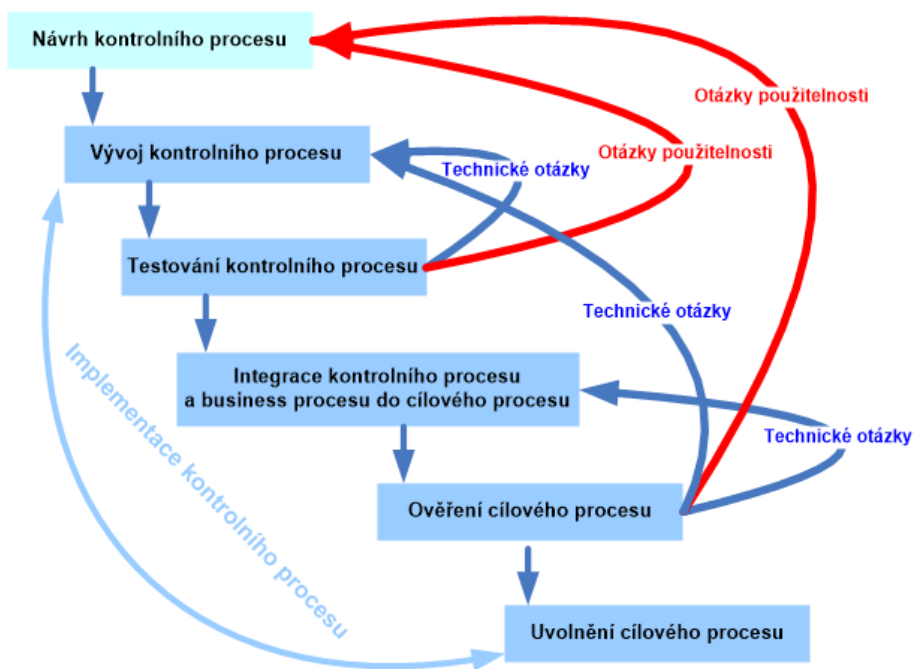 Návrh kontrolního procesu
Otázky použitelnosti
Vývoj kontrolního procesu
Otázky použitelnosti
Technické otázky
Testování kontrolního procesu
Technické otázky
Implementace kontrolního procesu
Integrace kontrolního procesu
a business procesu do cílového procesu
Technické otázky
Ověření cílového procesu
Uvolnění cílového procesu